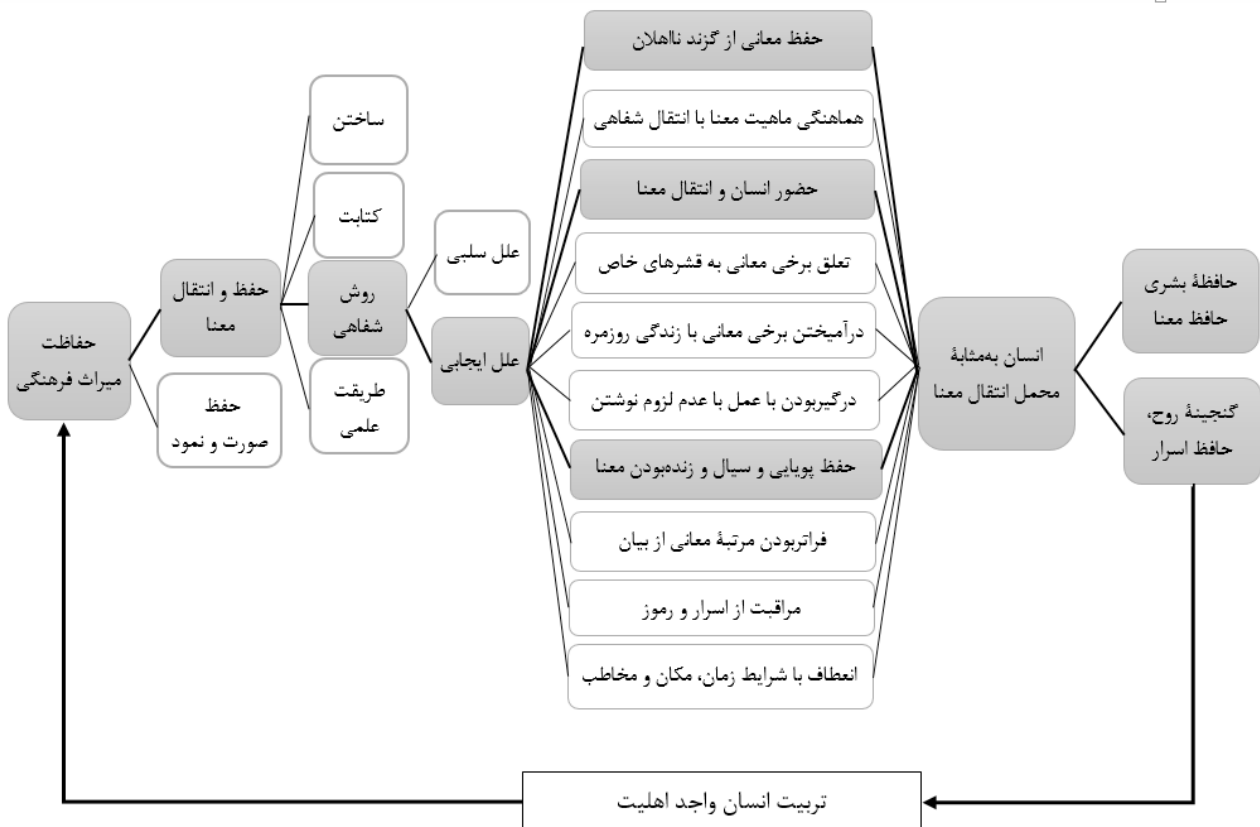 حفاظت
میراث فرهنگی
حفظ و انتقال
معنا
حفظ
صورت و نمود
ساختن
کتابت
روش
شفاهی
طریقت
علمی
علل سلبی
علل ایجابی
حفظ معانی از گزند نااهلان
هماهنگی ماهیت معنا با انتقال شفاهی
حضور انسان و انتقال معنا
تعلق برخی معانی به قشرهای خاص
درآمیختن برخی معانی با زندگی روزمره
درگیربودن با عمل با عدم لزوم نوشتن
حفظ پویایی و سیال و زنده‌بودن معنا
فراتربودن مرتبهٔ معانی از بیان
مراقبت از اسرار و رموز
انعطاف با شرایط زمان، مکان و مخاطب
انسان به‌مثابهٔ
محمل انتقال معنا
حافظهٔ بشری
حافظ معنا
گنجینهٔ روح،
حافظ اسرار
تربیت انسان واجد اهلیت